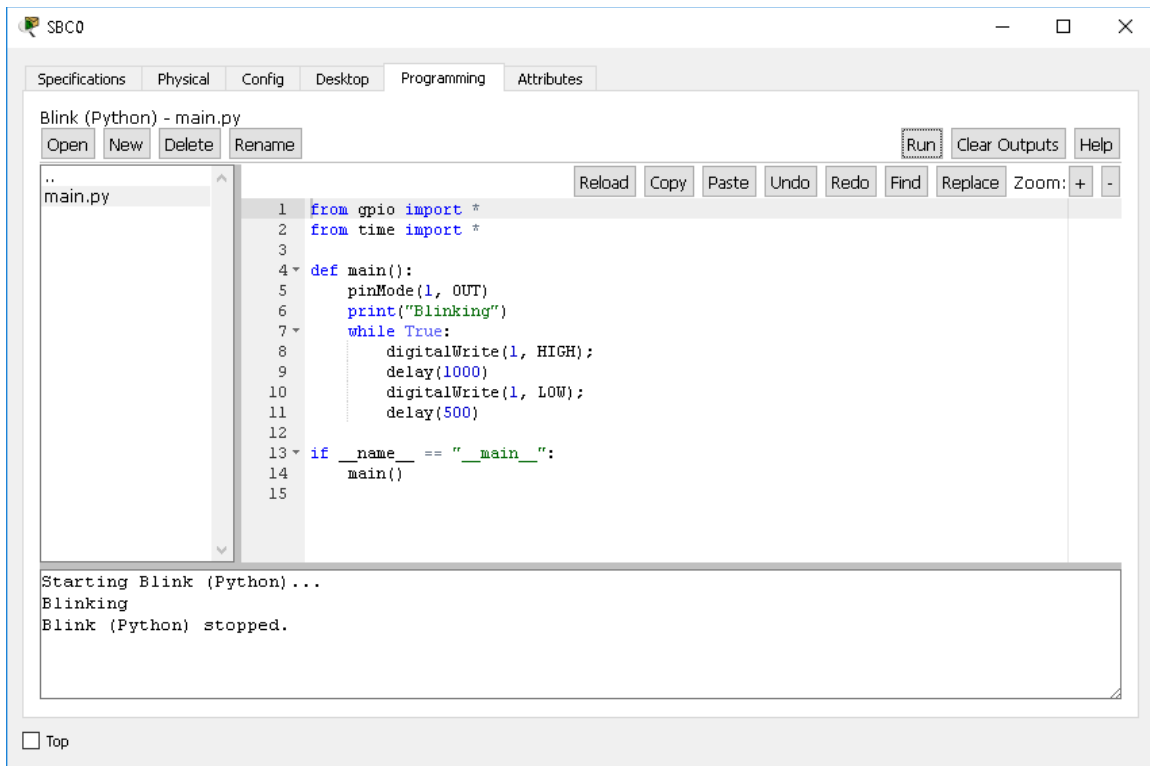 SBC0
Specifications Physical Config Desktop Programming Attributes
Blink (Python) - main.py
Open New Delete Rename Run Clear Outputs Help
..
main.py
Reload Copy Paste Undo Redo Find Replace Zoom: + -
1 from gpio import *
2 from time import *
3
4 def main():
5     pinMode(1, OUT)
6     print("Blinking")
7     while True:
8         digitalWrite(1, HIGH);
9         delay(1000)
10         digitalWrite(1, LOW);
11         delay(500)
12
13 if __name__ == "__main__":
14     main()
15
Starting Blink (Python)...
Blinking
Blink (Python) stopped.
Top